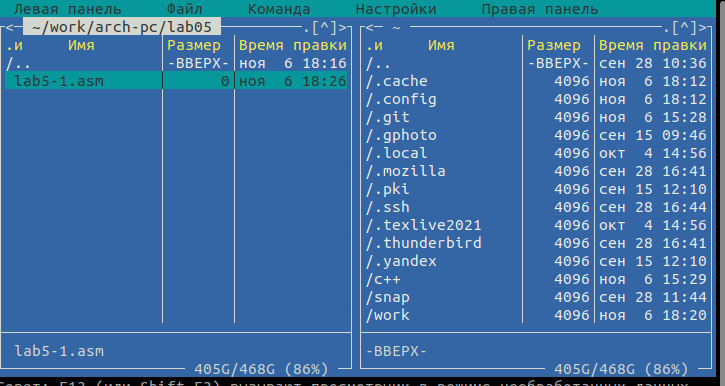 Левая панель Файл Команда Настройки Правая панель
<— ~/work/arch-pc/lab05 —.[^]>
.и Имя Размер Время правки
/.. -ВВЕРХ- ноя 6 18:16
lab5-1.asm 0 ноя 6 18:26
lab5-1.asm
405G/468G (86%)
<— ~ —.[^]>
.и Имя Размер Время правки
/.. -ВВЕРХ- сен 28 10:36
/.cache 4096 ноя 6 18:12
/.config 4096 ноя 6 18:12
/.git 4096 ноя 6 15:28
/.gphoto 4096 сен 15 09:46
/.local 4096 окт 4 14:56
/.mozilla 4096 сен 28 16:41
/.pki 4096 сен 15 12:10
/.ssh 4096 сен 28 16:44
/.texlive2021 4096 окт 4 14:56
/.thunderbird 4096 сен 28 16:41
/.yandex 4096 сен 15 12:10
/c++ 4096 ноя 6 15:29
/snap 4096 сен 28 11:44
/work 4096 ноя 6 18:20
-ВВЕРХ-
405G/468G (86%)
Совет: F13 (или Shift-F3) вызывают просмотрщик в режиме необработанных данных